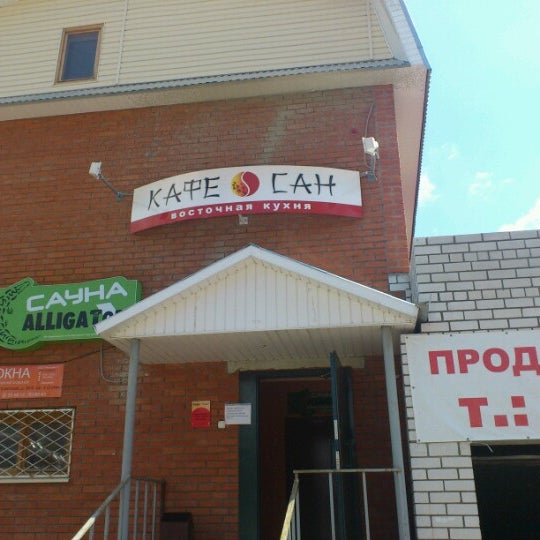 КАФЕ САН
восточная кухня
САУНА
ALLIGATO
ОКНА
ПРОД
т.: